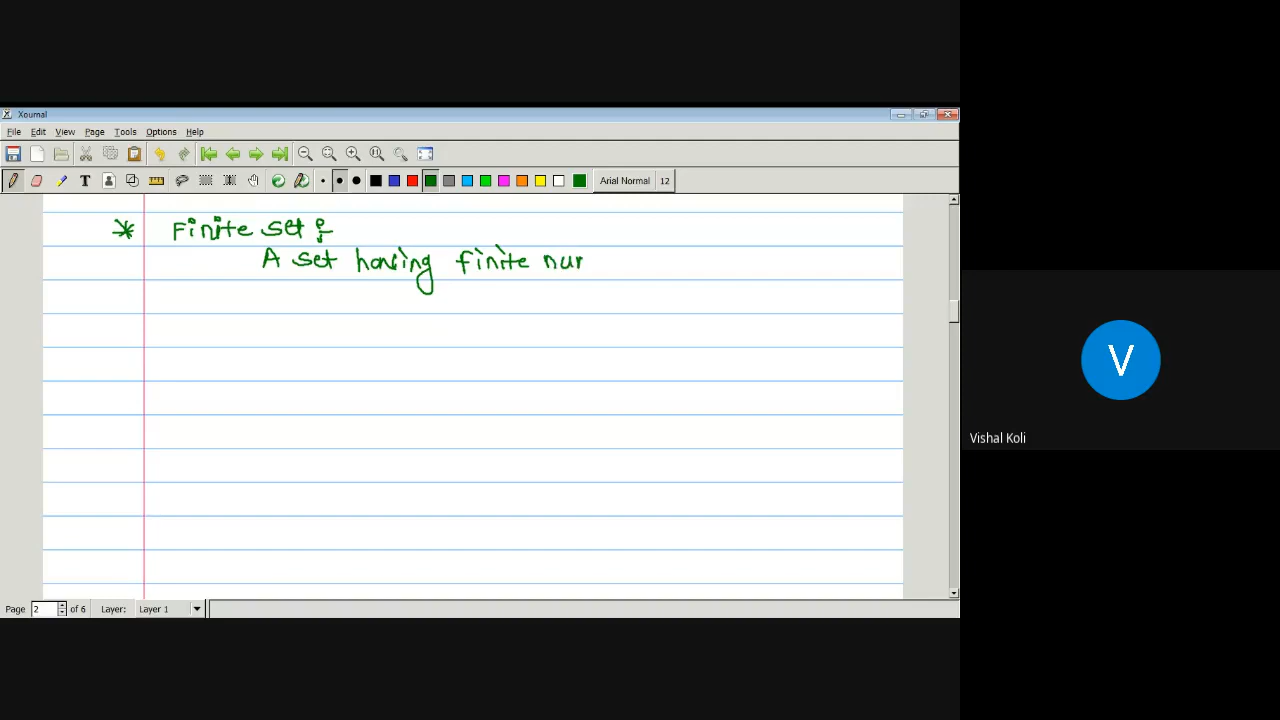 Xournal
File Edit View Page Tools Options Help
T Arial Normal 12
* Finite set :-
A set having finite nur
Page 2 of 6 Layer: Layer 1
V
Vishal Koli